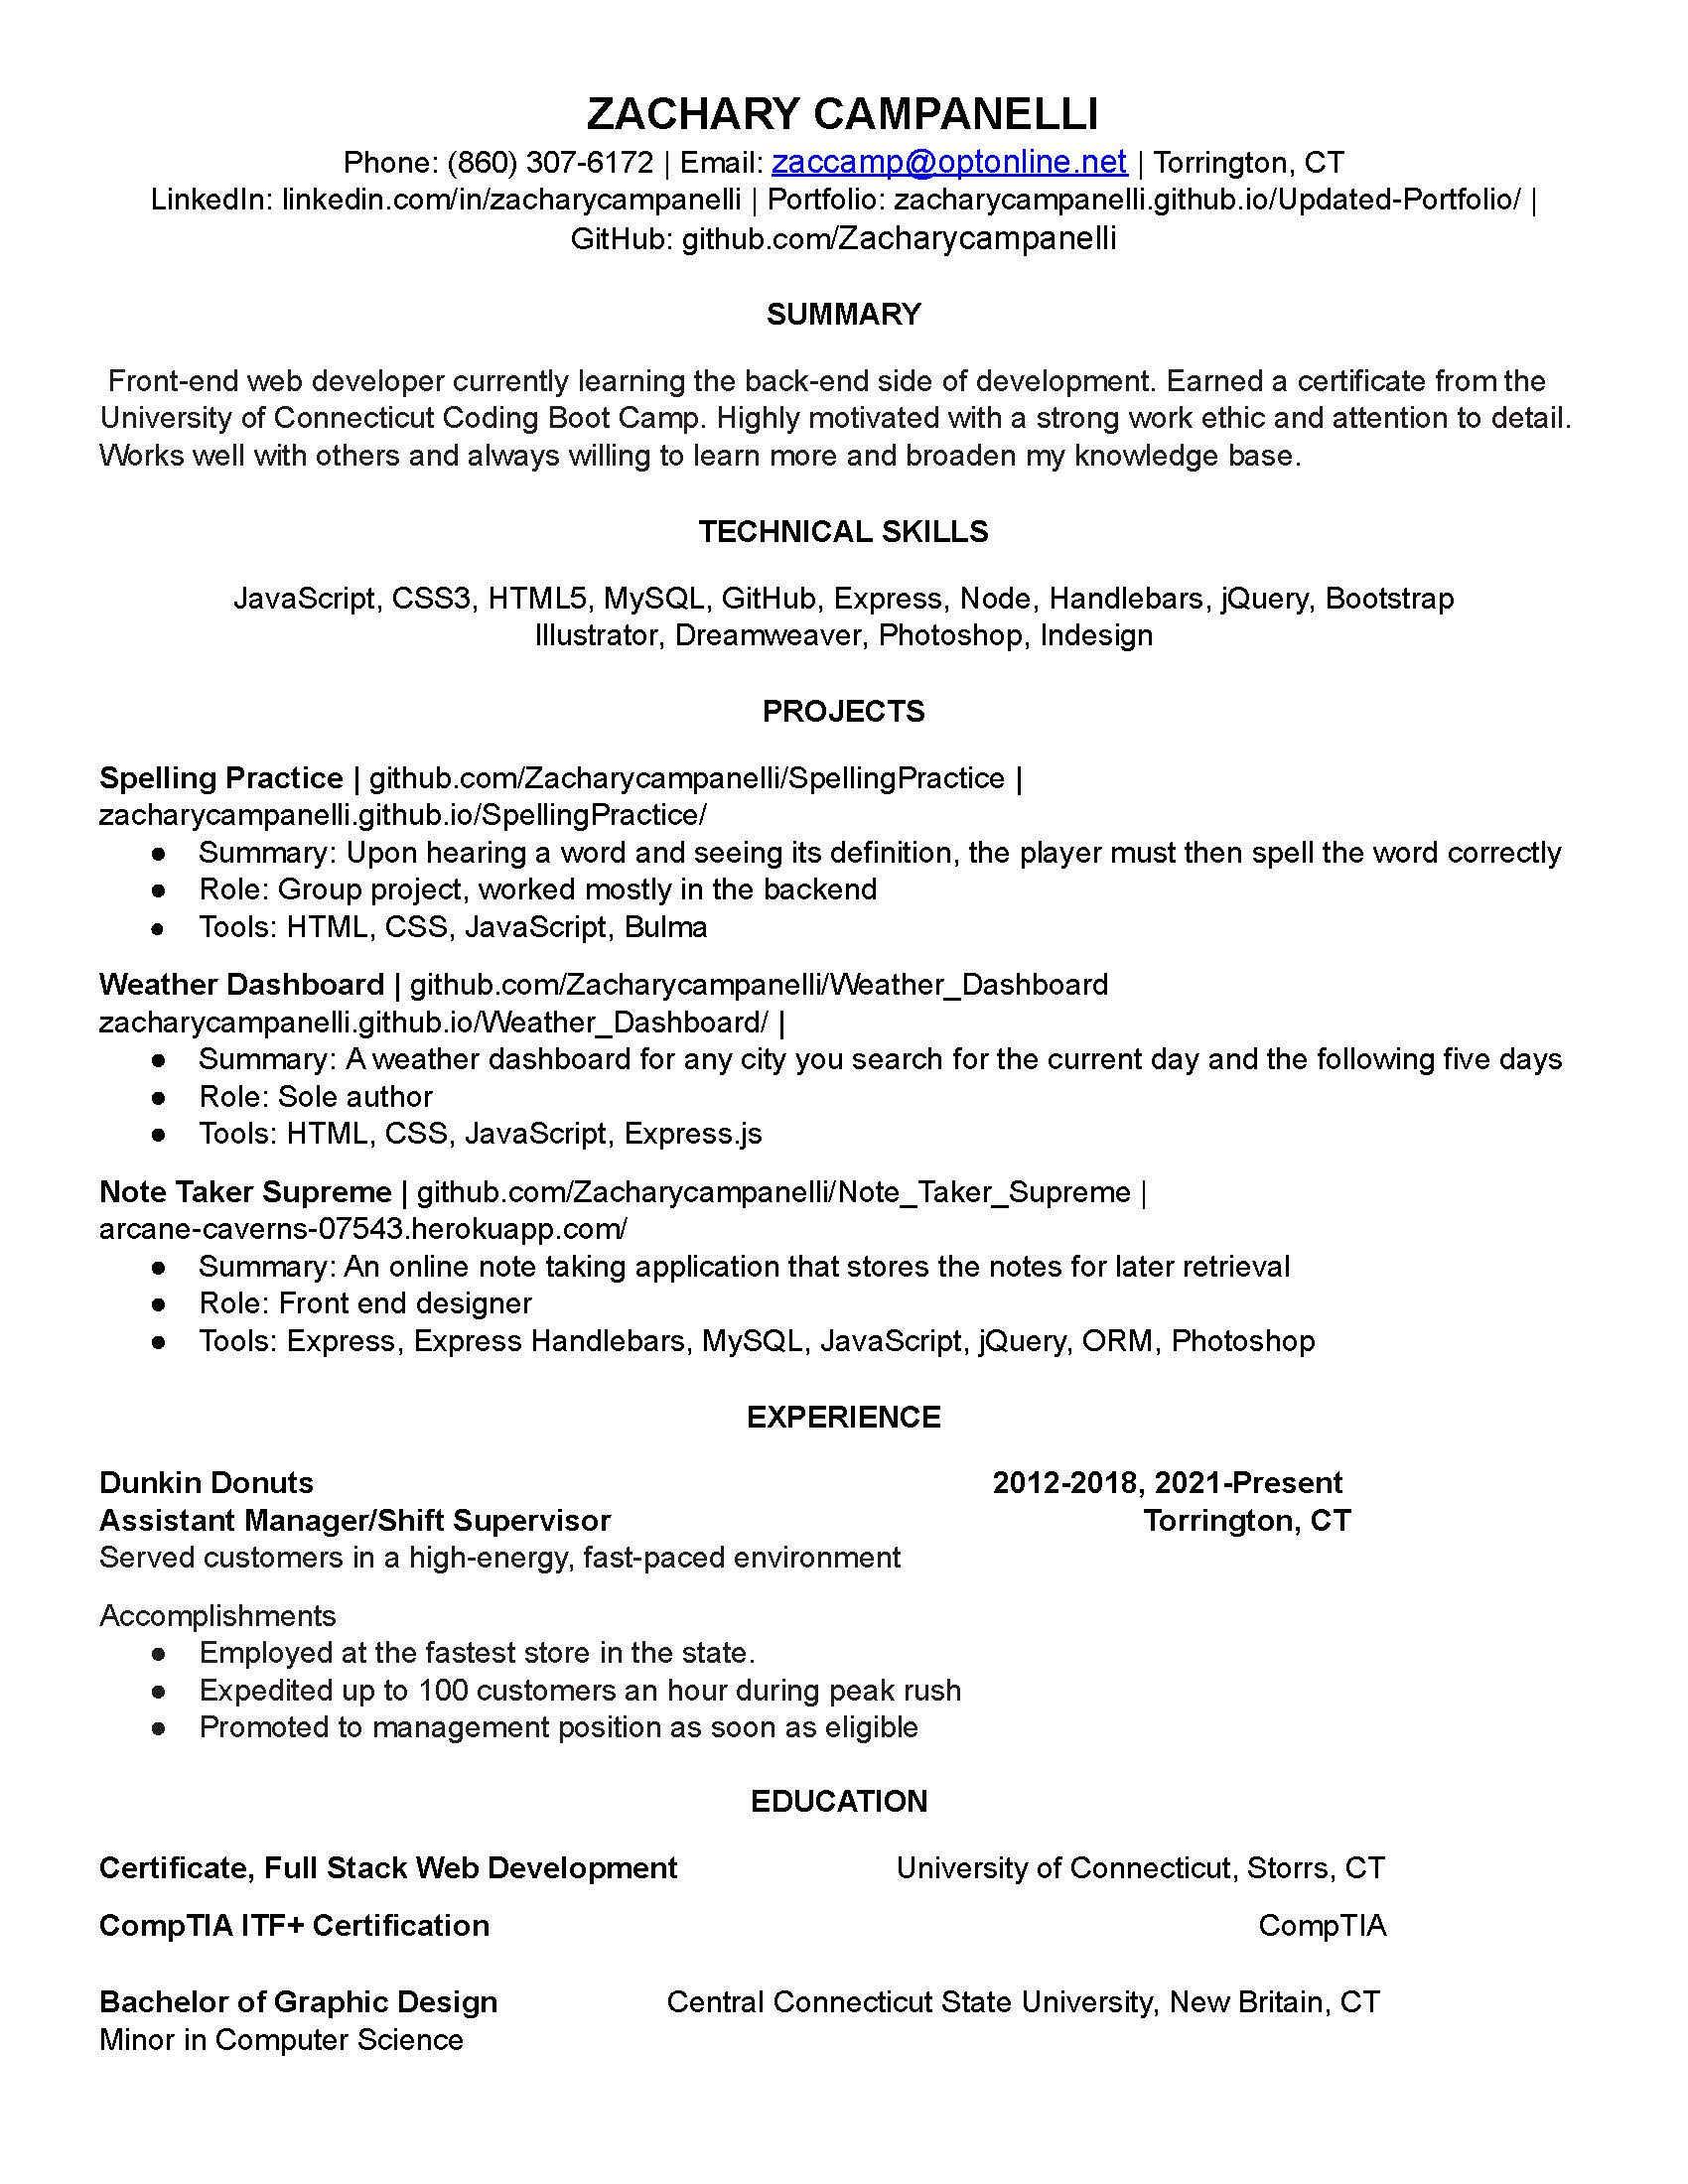 ZACHARY CAMPANELLI
Phone: (860) 307-6172 | Email: zaccamp@optonline.net | Torrington, CT
LinkedIn: linkedin.com/in/zacharycampanelli | Portfolio: zacharycampanelli.github.io/Updated-Portfolio/ |
GitHub: github.com/Zacharycampanelli
SUMMARY
Front-end web developer currently learning the back-end side of development. Earned a certificate from the
University of Connecticut Coding Boot Camp. Highly motivated with a strong work ethic and attention to detail.
Works well with others and always willing to learn more and broaden my knowledge base.
TECHNICAL SKILLS
JavaScript, CSS3, HTML5, MySQL, GitHub, Express, Node, Handlebars, jQuery, Bootstrap
Illustrator, Dreamweaver, Photoshop, Indesign
PROJECTS
Spelling Practice | github.com/Zacharycampanelli/SpellingPractice |
zacharycampanelli.github.io/SpellingPractice/
● Summary: Upon hearing a word and seeing its definition, the player must then spell the word correctly
● Role: Group project, worked mostly in the backend
● Tools: HTML, CSS, JavaScript, Bulma
Weather Dashboard | github.com/Zacharycampanelli/Weather_Dashboard
zacharycampanelli.github.io/Weather_Dashboard/ |
● Summary: A weather dashboard for any city you search for the current day and the following five days
● Role: Sole author
● Tools: HTML, CSS, JavaScript, Express.js
Note Taker Supreme | github.com/Zacharycampanelli/Note_Taker_Supreme |
arcane-caverns-07543.herokuapp.com/
● Summary: An online note taking application that stores the notes for later retrieval
● Role: Front end designer
● Tools: Express, Express Handlebars, MySQL, JavaScript, jQuery, ORM, Photoshop
EXPERIENCE
Dunkin Donuts 2012-2018, 2021-Present
Assistant Manager/Shift Supervisor Torrington, CT
Served customers in a high-energy, fast-paced environment
Accomplishments
● Employed at the fastest store in the state.
● Expedited up to 100 customers an hour during peak rush
● Promoted to management position as soon as eligible
EDUCATION
Certificate, Full Stack Web Development University of Connecticut, Storrs, CT
CompTIA ITF+ Certification CompTIA
Bachelor of Graphic Design Central Connecticut State University, New Britain, CT
Minor in Computer Science